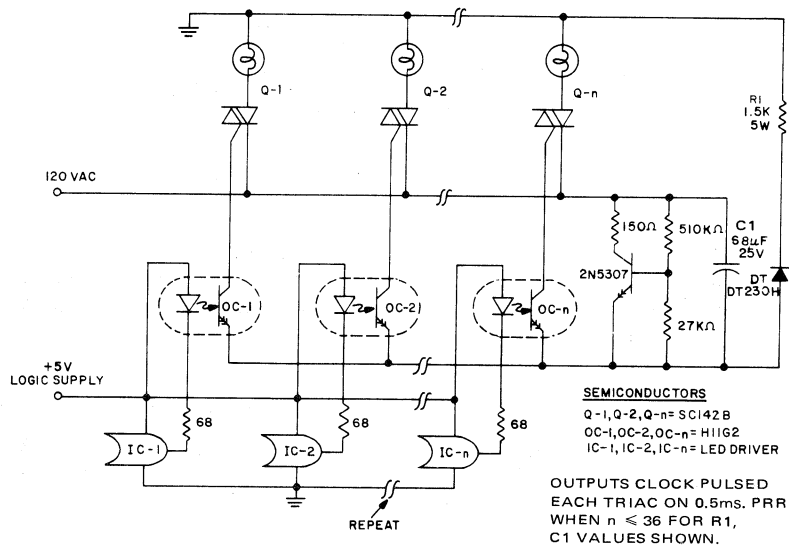 Q-1
Q-2
Q-n
R1
1.5K
5W
120 VAC
150Ω
510KΩ
C1
68µF
25V
2N5307
DT
DT230H
27KΩ
OC-1
OC-2
OC-n
+5V
LOGIC SUPPLY
68
68
68
IC-1
IC-2
IC-n
REPEAT
SEMICONDUCTORS
Q-1, Q-2, Q-n = SC142B
OC-1, OC-2, OC-n = H11G2
IC-1, IC-2, IC-n = LED DRIVER
OUTPUTS CLOCK PULSED
EACH TRIAC ON 0.5ms. PRR
WHEN n ⩽ 36 FOR R1,
C1 VALUES SHOWN.